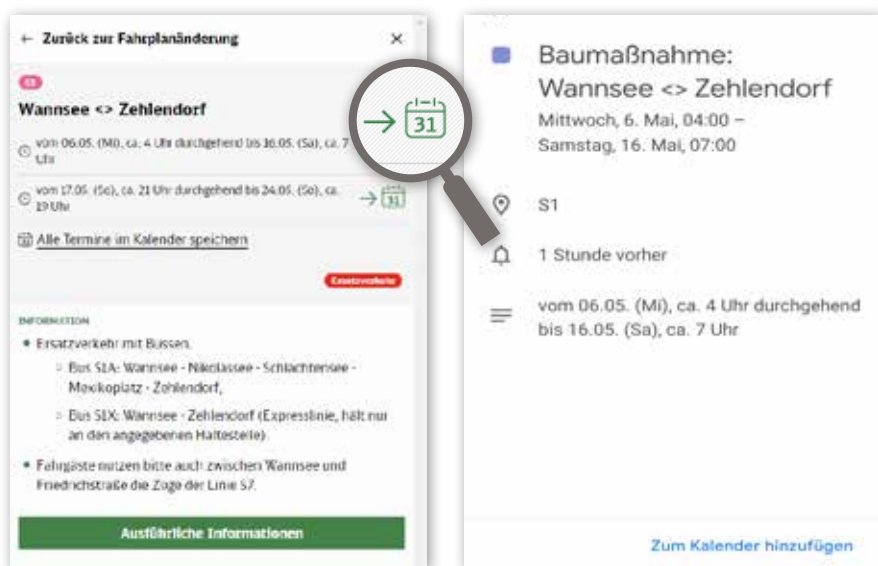 ← Zurück zur Fahrplanänderung ×
S1
Wannsee <> Zehlendorf
vom 06.05. (Mi), ca. 4 Uhr durchgehend bis 16.05. (Sa), ca. 7
Uhr
→ 31
vom 17.05. (So), ca. 21 Uhr durchgehend bis 24.05. (So), ca.
19 Uhr
→ 31
Alle Termine im Kalender speichern
Ersatzverkehr
INFORMATION
• Ersatzverkehr mit Bussen.
▫ Bus S1A: Wannsee - Nikolassee - Schlachtensee -
Mexikoplatz - Zehlendorf,
▫ Bus S1X: Wannsee - Zehlendorf (Expresslinie, hält nur
an den angegebenen Haltestelle)
• Fahrgäste nutzen bitte auch zwischen Wannsee und
Friedrichstraße die Züge der Linie S7.
Ausführliche Informationen
Baumaßnahme:
Wannsee <> Zehlendorf
Mittwoch, 6. Mai, 04:00 –
Samstag, 16. Mai, 07:00
S1
1 Stunde vorher
vom 06.05. (Mi), ca. 4 Uhr durchgehend
bis 16.05. (Sa), ca. 7 Uhr
Zum Kalender hinzufügen